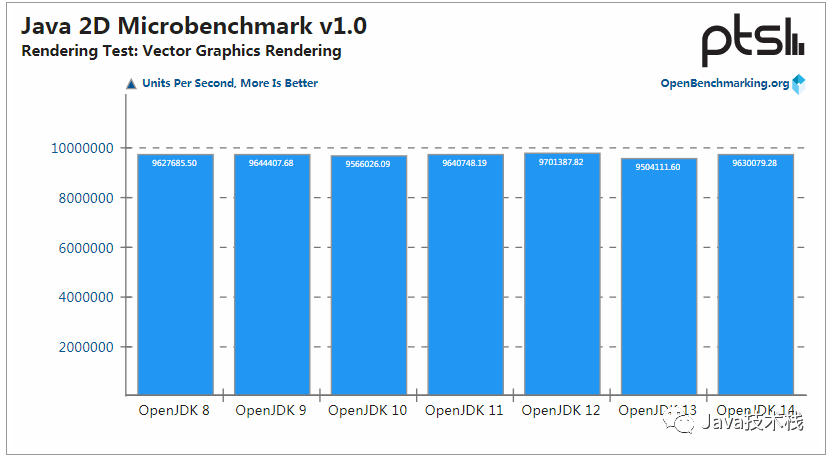 Java 2D Microbenchmark v1.0
Rendering Test: Vector Graphics Rendering
pts
Units Per Second, More Is Better
OpenBenchmarking.org
10000000
8000000
6000000
4000000
2000000
9627685.50 9644407.68 9566026.09 9640748.19 9701387.82 9504111.60 9630079.28
OpenJDK 8 OpenJDK 9 OpenJDK 10 OpenJDK 11 OpenJDK 12 OpenJDK 13 OpenJDK 14
Java技术栈